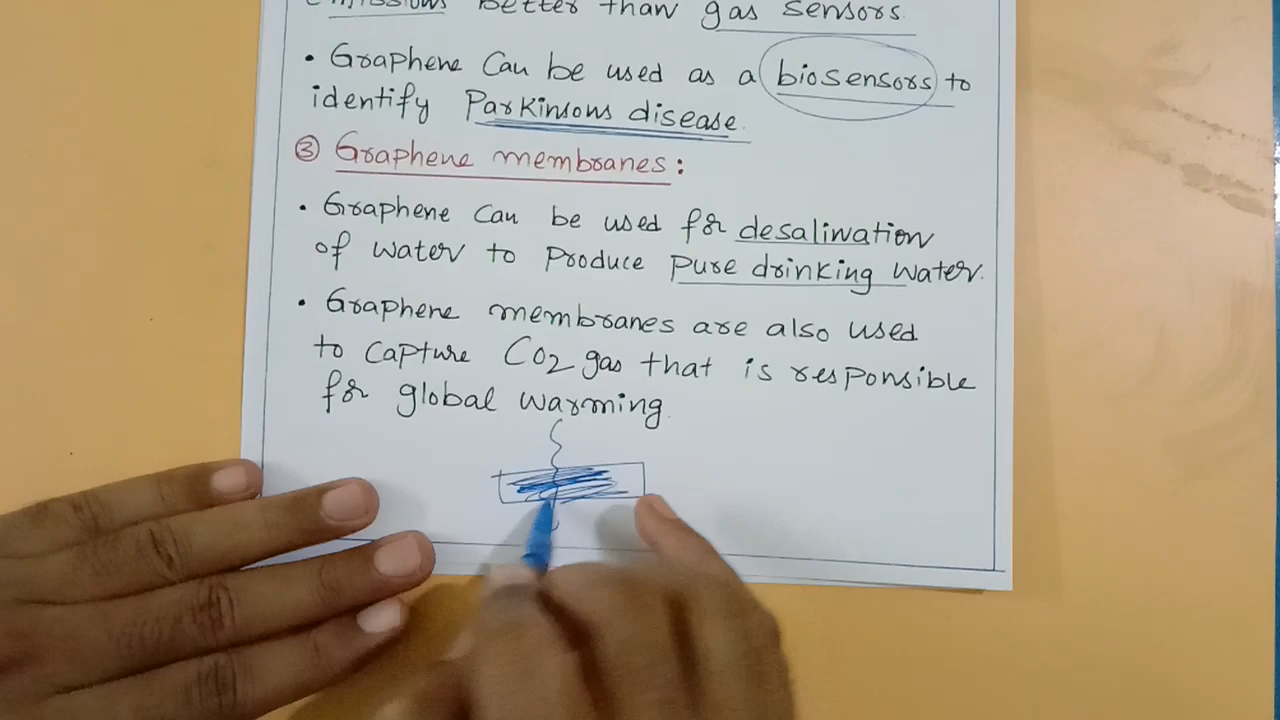 emissions better than gas sensors.
• Graphene can be used as a biosensors to
identify Parkinsons disease.
③ Graphene membranes:
• Graphene can be used for desalination
of water to produce pure drinking water.
• Graphene membranes are also used
to capture CO2 gas that is responsible
for global warming.